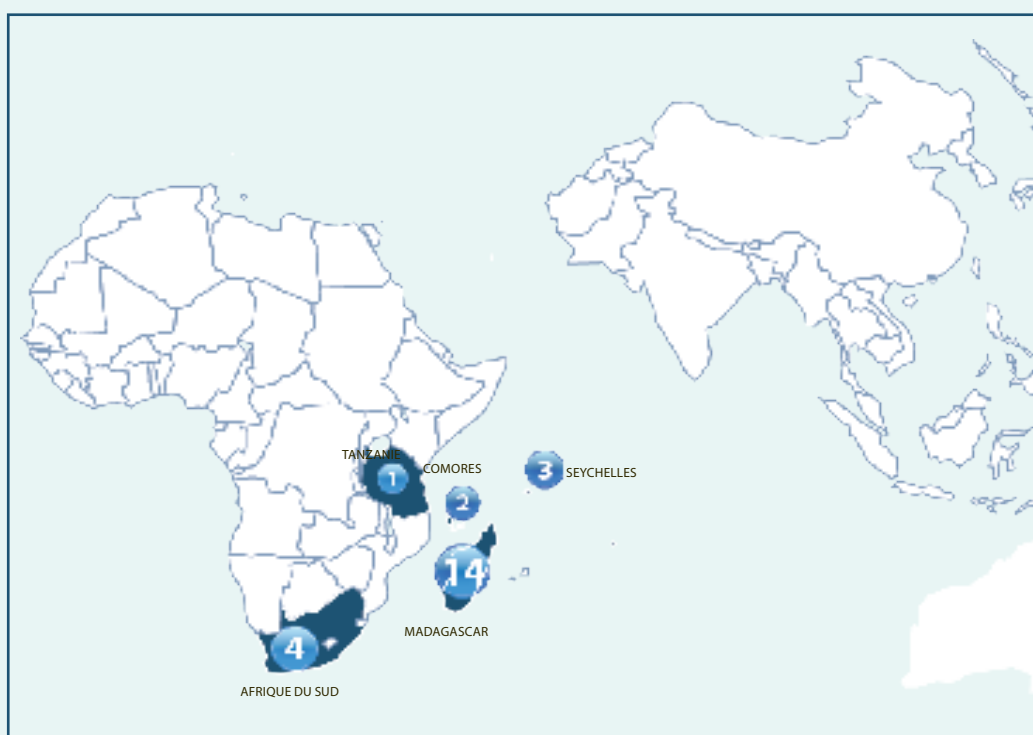 TANZANIE
1
COMORES
2
3
SEYCHELLES
14
MADAGASCAR
4
AFRIQUE DU SUD